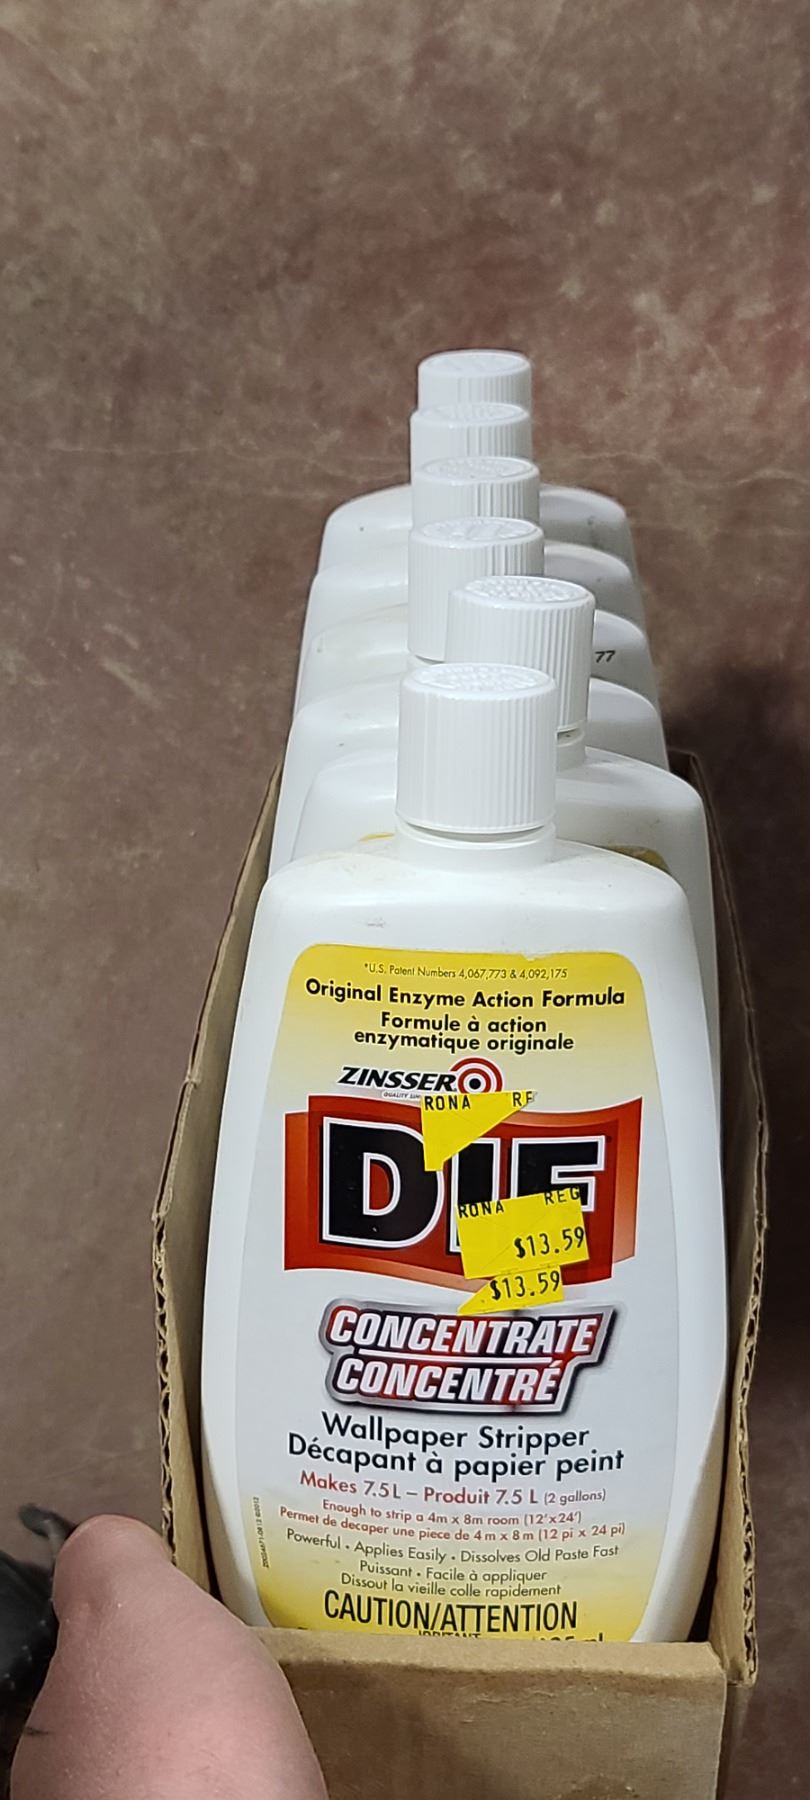 77
*U.S. Patent Numbers 4,067,773 & 4,092,175
Original Enzyme Action Formula
Formule à action
enzymatique originale
ZINSSER
RONA RE
DIF
RONA REG
$13.59
$13.59
CONCENTRATE
CONCENTRÉ
Wallpaper Stripper
Décapant à papier peint
Makes 7.5L – Produit 7.5 L (2 gallons)
Enough to strip a 4m x 8m room (12'x24')
Permet de decaper une piece de 4 m x 8 m (12 pi x 24 pi)
Powerful • Applies Easily • Dissolves Old Paste Fast
Puissant • Facile à appliquer
Dissout la vieille colle rapidement
CAUTION/ATTENTION
IRRITANT